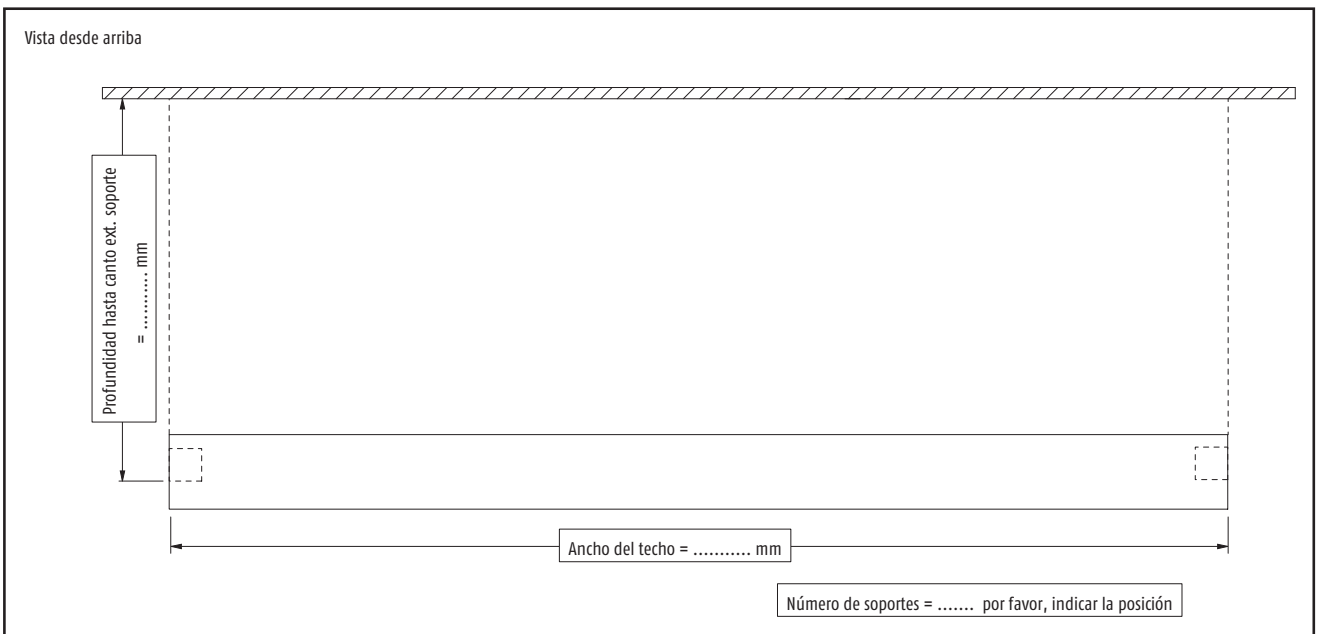 Vista desde arriba
Profundidad hasta canto ext. soporte
= ........... mm
Ancho del techo = ........... mm
Número de soportes = ....... por favor, indicar la posición